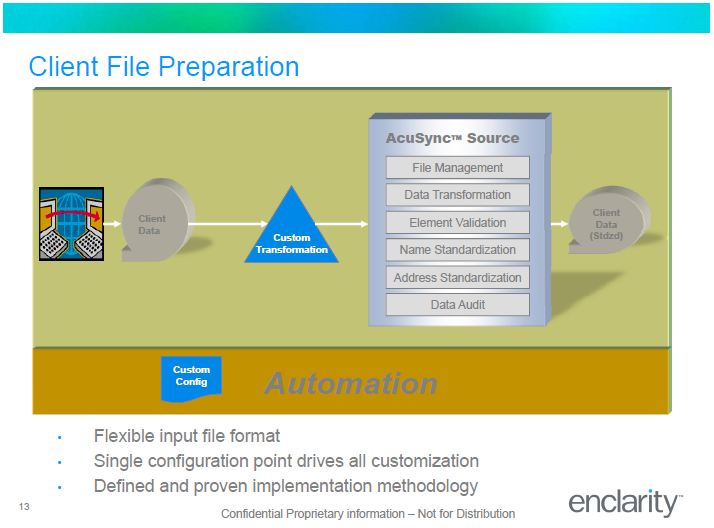 Client File Preparation
AcuSync™ Source
File Management
Data Transformation
Element Validation
Name Standardization
Address Standardization
Data Audit
Client
Data
Custom
Transformation
Client
Data
(Stdzd)
Custom
Config
Automation
• Flexible input file format
• Single configuration point drives all customization
• Defined and proven implementation methodology
13
Confidential Proprietary information – Not for Distribution
enclarity™